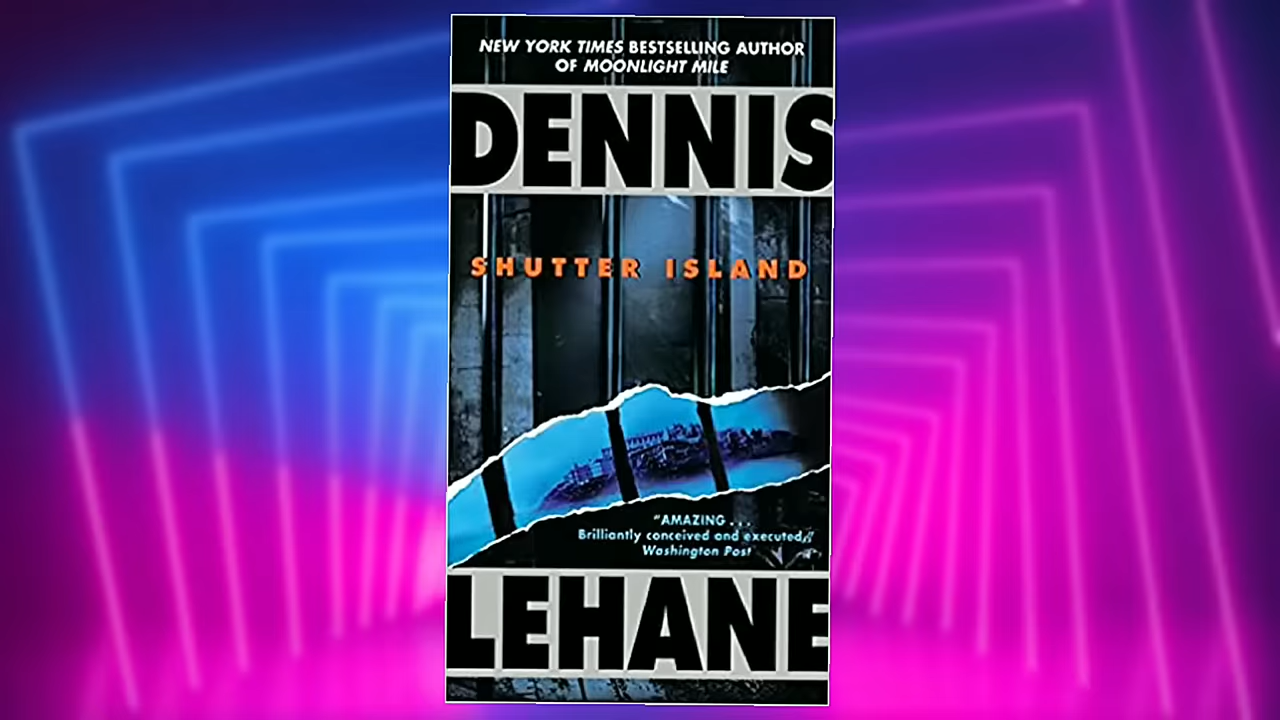 NEW YORK TIMES BESTSELLING AUTHOR
OF MOONLIGHT MILE
DENNIS
SHUTTER ISLAND
"AMAZING . . .
Brilliantly conceived and executed."
Washington Post
LEHANE